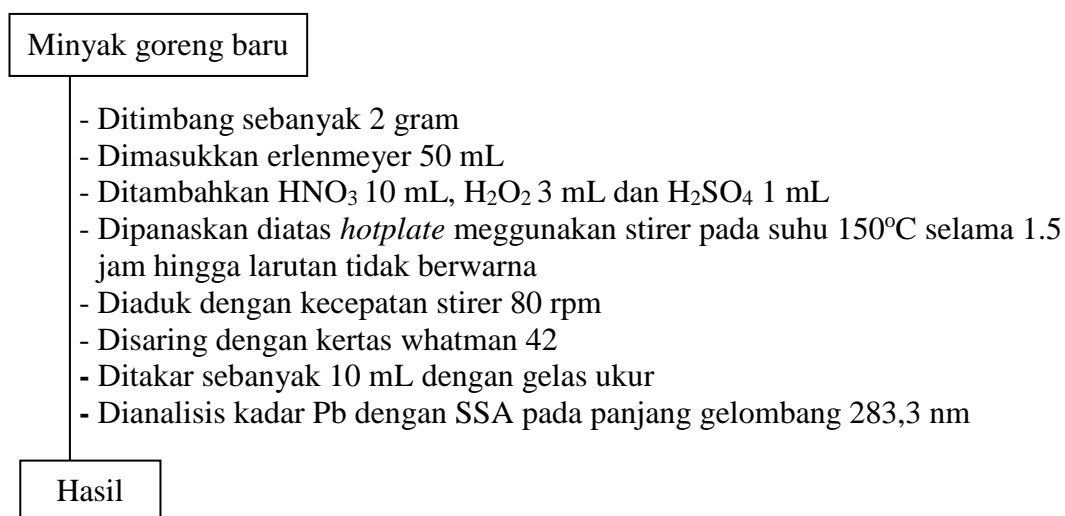 Minyak goreng baru
- Ditimbang sebanyak 2 gram
- Dimasukkan erlenmeyer 50 mL
- Ditambahkan HNO₃ 10 mL, H₂O₂ 3 mL dan H₂SO₄ 1 mL
- Dipanaskan diatas hotplate meggunakan stirer pada suhu 150°C selama 1.5
jam hingga larutan tidak berwarna
- Diaduk dengan kecepatan stirer 80 rpm
- Disaring dengan kertas whatman 42
- Ditakar sebanyak 10 mL dengan gelas ukur
- Dianalisis kadar Pb dengan SSA pada panjang gelombang 283,3 nm
Hasil